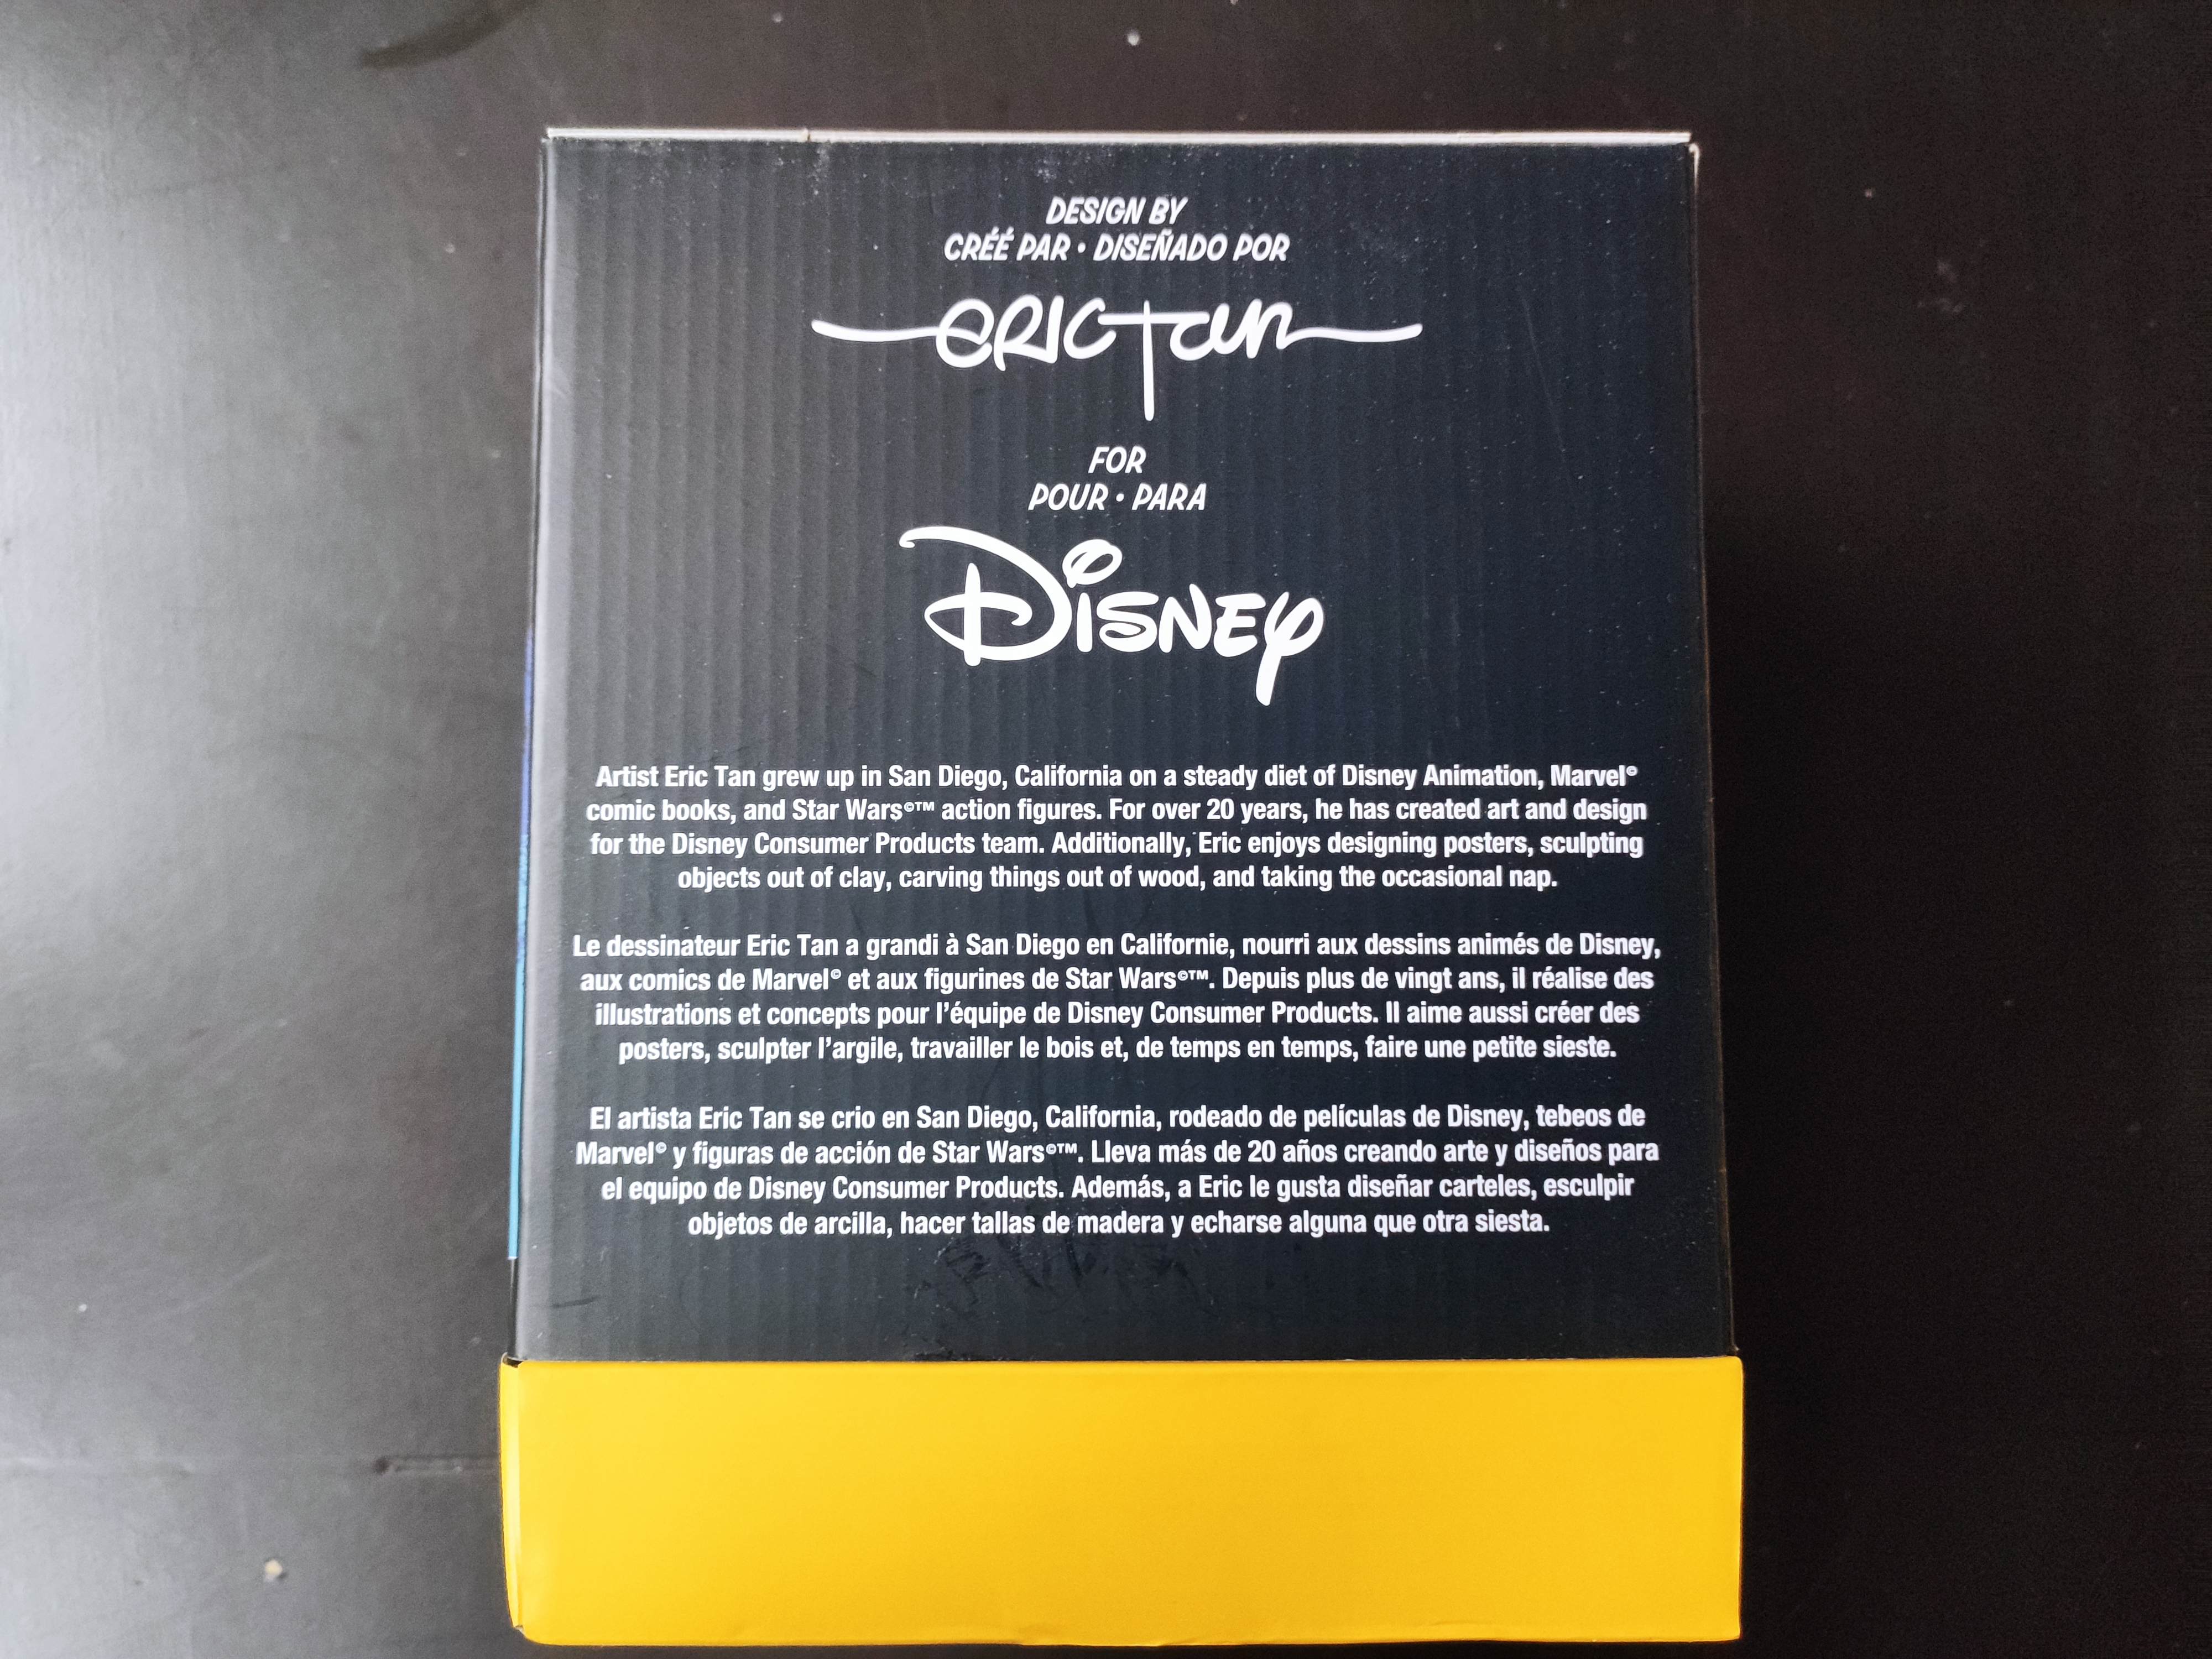 DESIGN BY
CRÉÉ PAR • DISEÑADO POR
eRIC Tan
FOR
POUR • PARA
Disney
Artist Eric Tan grew up in San Diego, California on a steady diet of Disney Animation, Marvel©
comic books, and Star Wars©™ action figures. For over 20 years, he has created art and design
for the Disney Consumer Products team. Additionally, Eric enjoys designing posters, sculpting
objects out of clay, carving things out of wood, and taking the occasional nap.
Le dessinateur Eric Tan a grandi à San Diego en Californie, nourri aux dessins animés de Disney,
aux comics de Marvel© et aux figurines de Star Wars©™. Depuis plus de vingt ans, il réalise des
illustrations et concepts pour l’équipe de Disney Consumer Products. Il aime aussi créer des
posters, sculpter l’argile, travailler le bois et, de temps en temps, faire une petite sieste.
El artista Eric Tan se crio en San Diego, California, rodeado de películas de Disney, tebeos de
Marvel© y figuras de acción de Star Wars©™. Lleva más de 20 años creando arte y diseños para
el equipo de Disney Consumer Products. Además, a Eric le gusta diseñar carteles, esculpir
objetos de arcilla, hacer tallas de madera y echarse alguna que otra siesta.